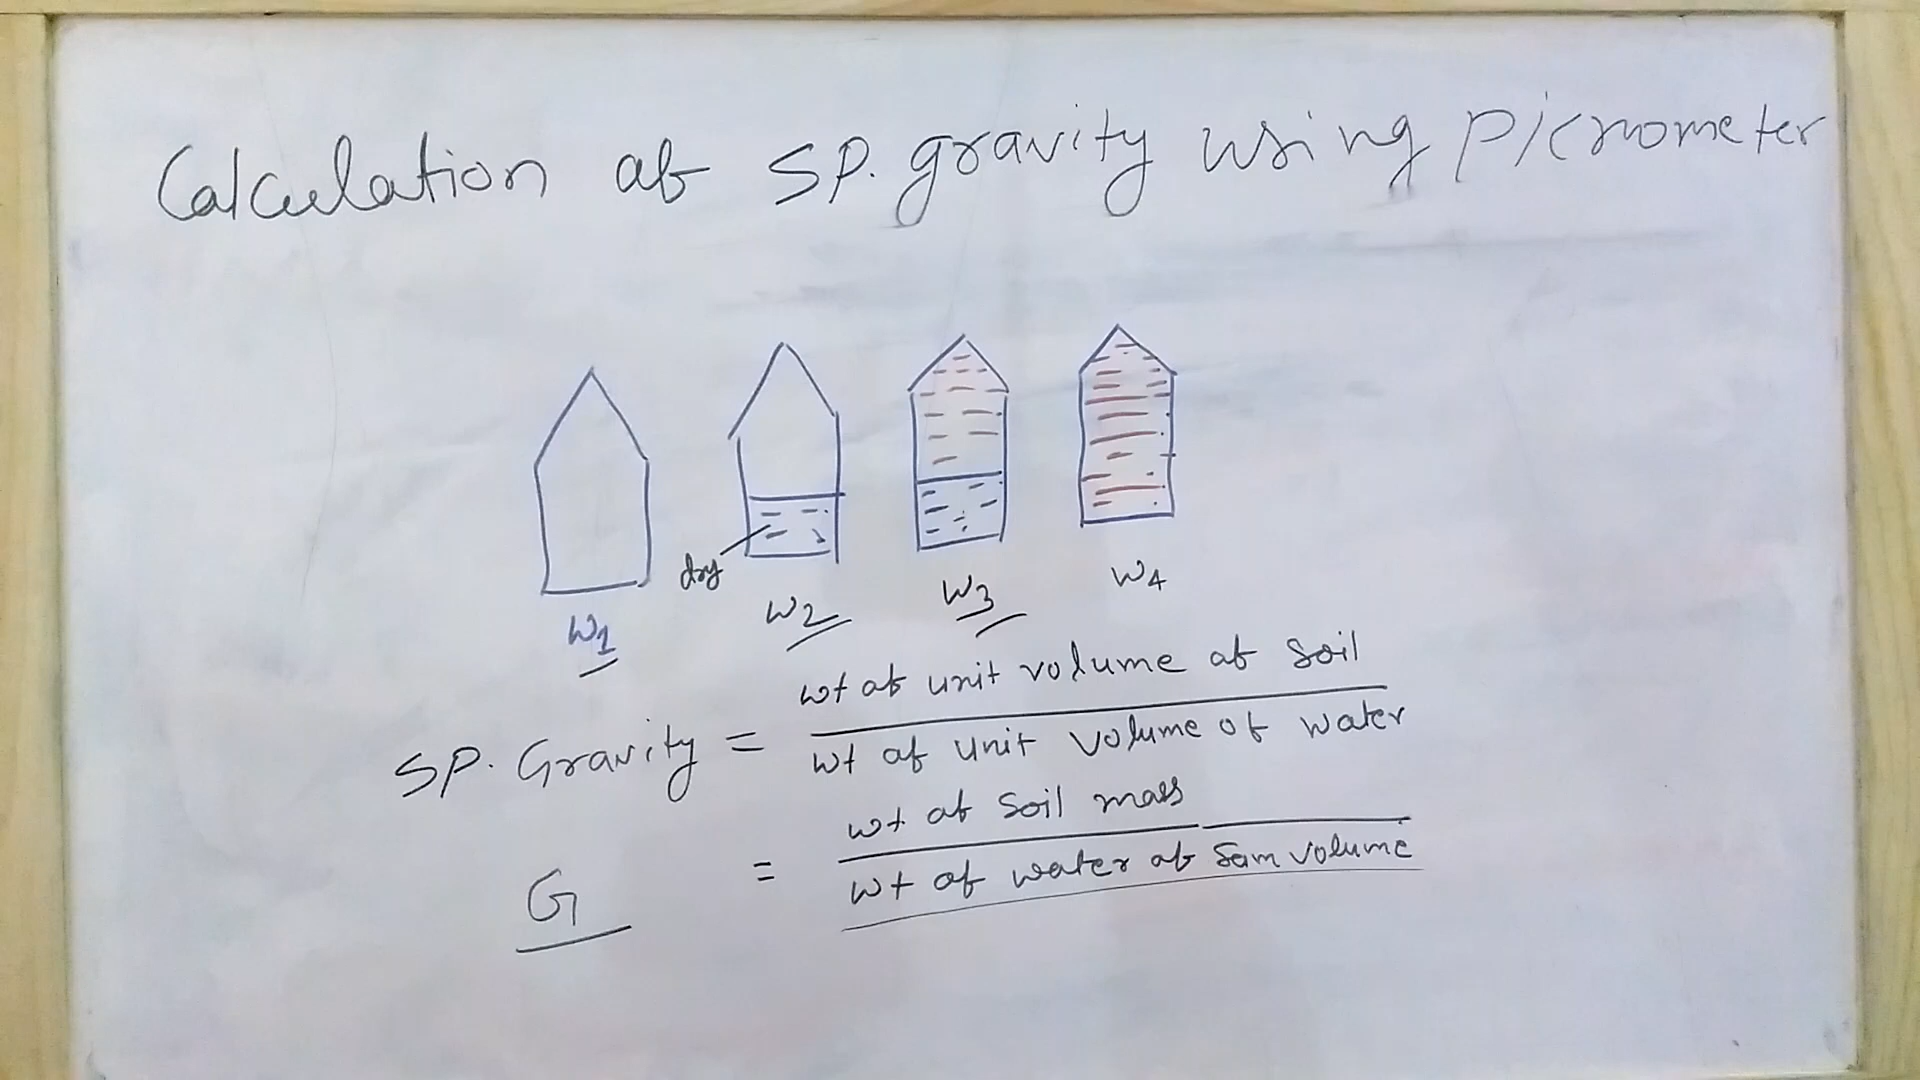 Calculation of SP. gravity using Picnometer
dry
W1
W2
W3
W4
SP. Gravity = wt of unit volume of soil
wt of unit volume of water
= wt of soil mass
wt of water of Sam volume
G